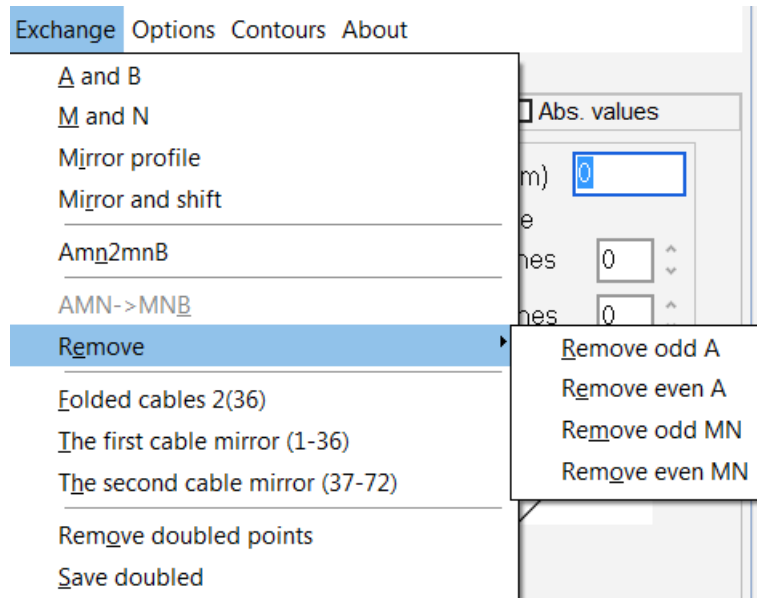 Exchange Options Contours About
A and B
M and N
Mirror profile
Mirror and shift
Amn2mnB
AMN->MNB
Remove
Folded cables 2(36)
The first cable mirror (1-36)
The second cable mirror (37-72)
Remove doubled points
Save doubled
Abs. values
m) 0
e
nes 0
nes 0
Remove odd A
Remove even A
Remove odd MN
Remove even MN